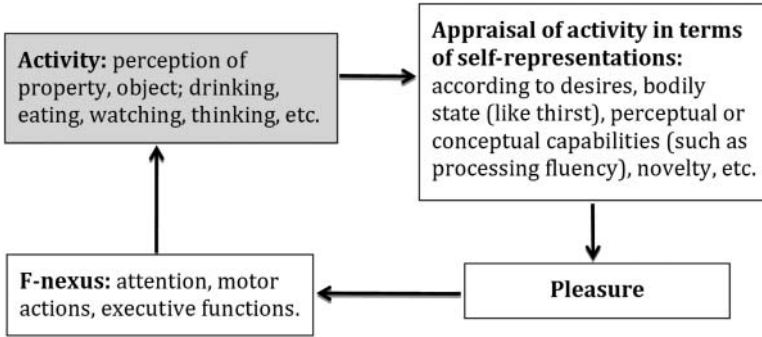 Activity: perception of
property, object; drinking,
eating, watching, thinking, etc.
Appraisal of activity in terms
of self-representations:
according to desires, bodily
state (like thirst), perceptual or
conceptual capabilities (such as
processing fluency), novelty, etc.
F-nexus: attention, motor
actions, executive functions.
Pleasure